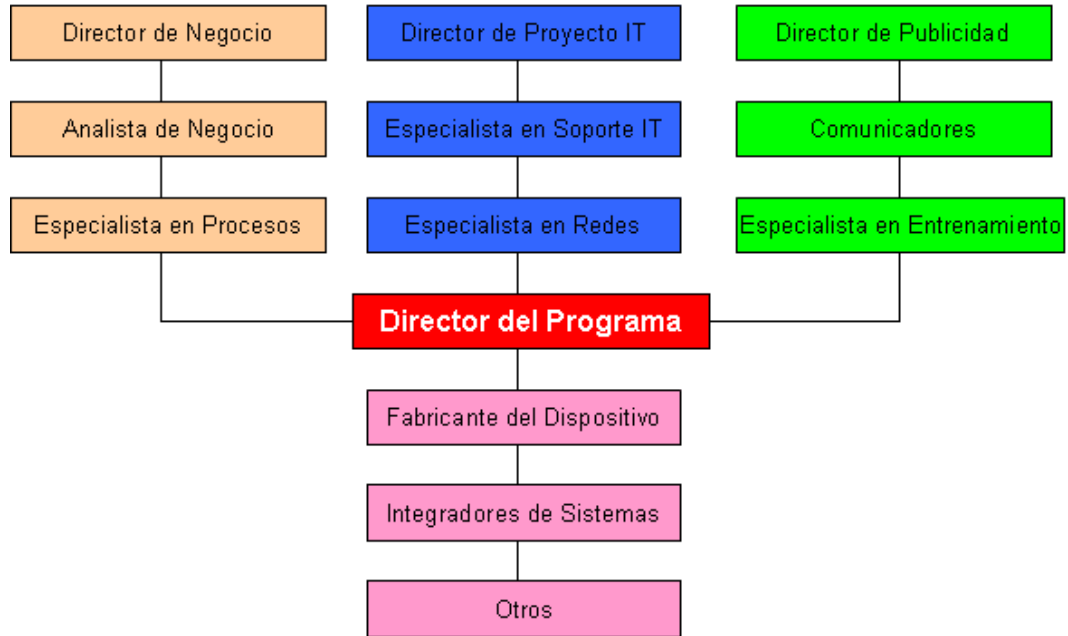 Director de Negocio
Director de Proyecto IT
Director de Publicidad
Analista de Negocio
Especialista en Soporte IT
Comunicadores
Especialista en Procesos
Especialista en Redes
Especialista en Entrenamiento
Director del Programa
Fabricante del Dispositivo
Integradores de Sistemas
Otros